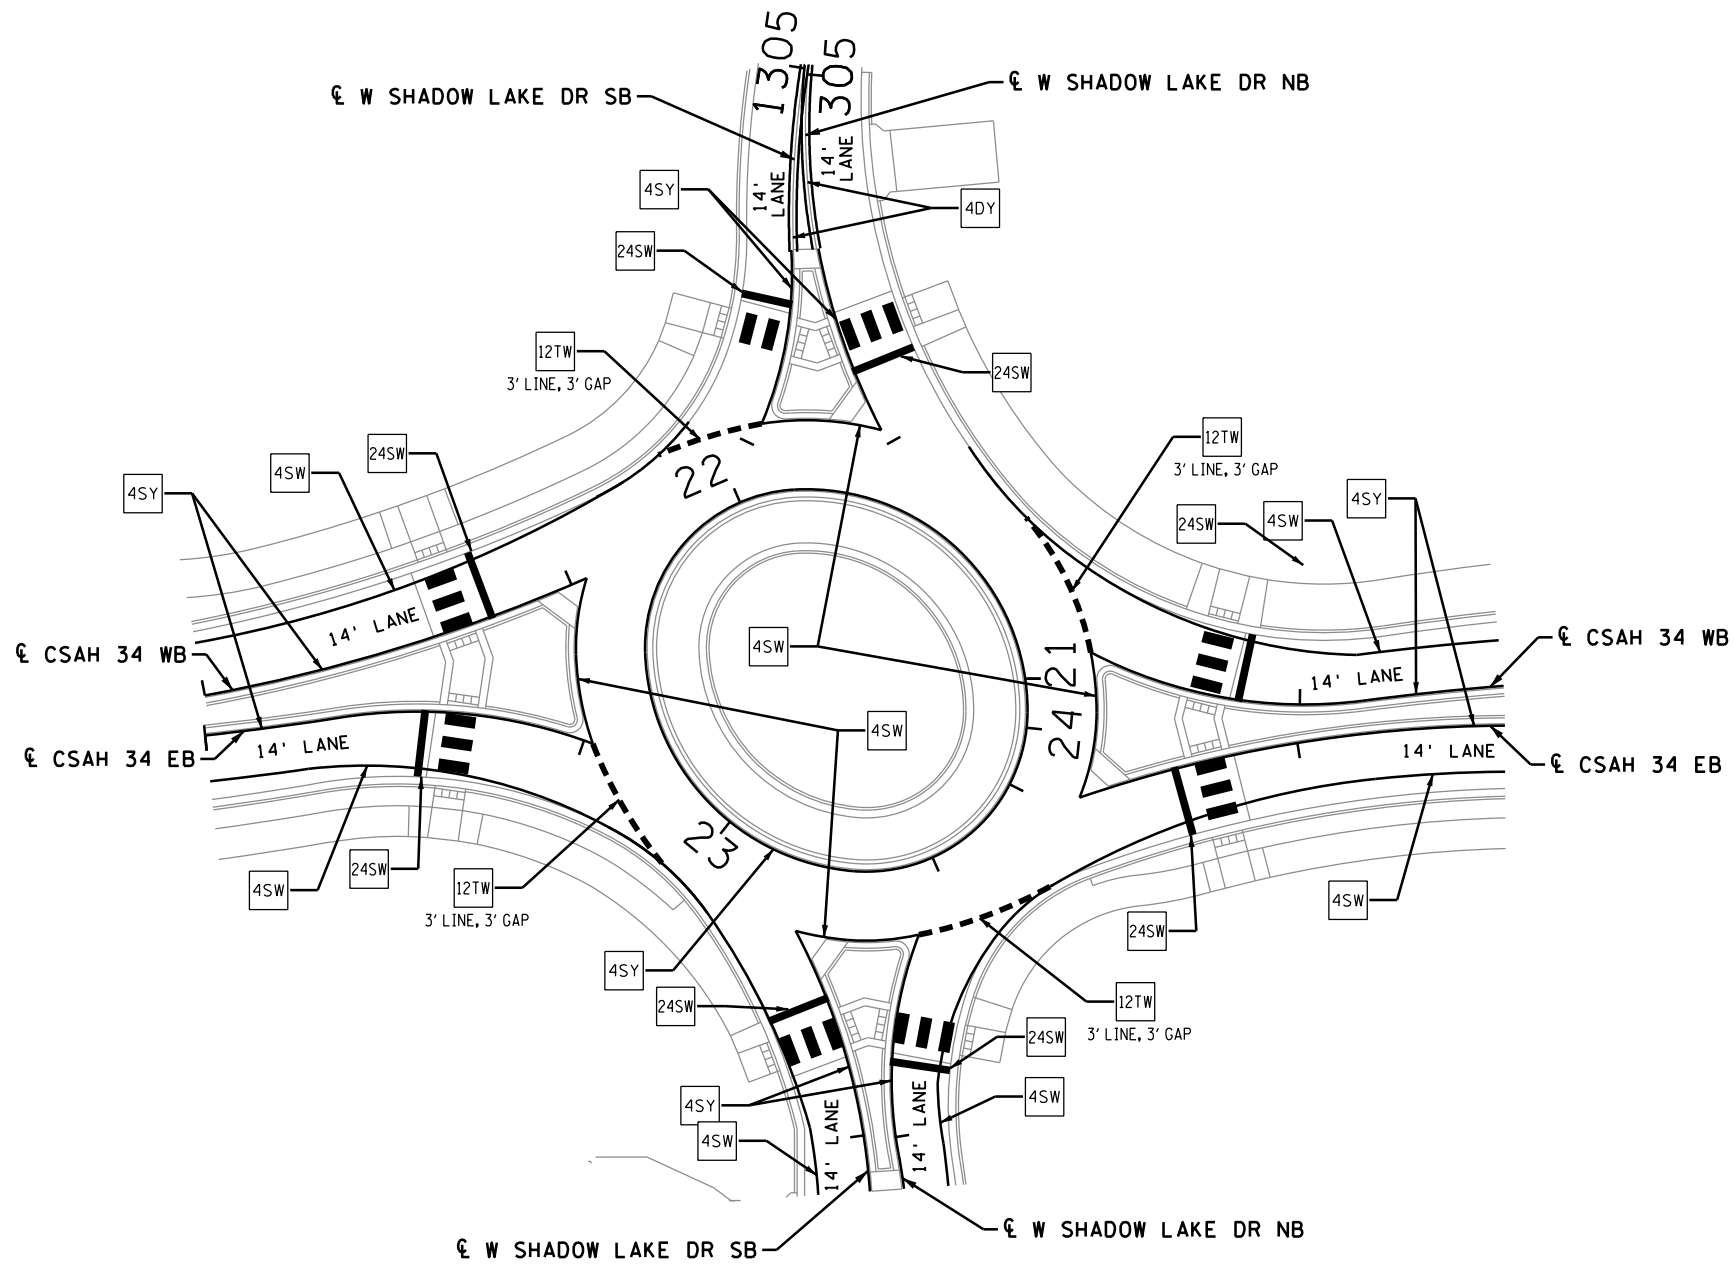 1305
305
℄ W SHADOW LAKE DR SB
℄ W SHADOW LAKE DR NB
14'
LANE
14'
LANE
4SY
4DY
24SW
12TW
3' LINE, 3' GAP
24SW
12TW
3' LINE, 3' GAP
24SW
4SW
4SY
22
4SY
24SW
4SW
4SY
14' LANE
℄ CSAH 34 WB
4SW
21
℄ CSAH 34 WB
14' LANE
14' LANE
℄ CSAH 34 EB
4SW
24
14' LANE
℄ CSAH 34 EB
23
4SW
24SW
12TW
3' LINE, 3' GAP
4SW
24SW
4SY
24SW
12TW
3' LINE, 3' GAP
24SW
4SY
4SW
4SW
14' LANE
14' LANE
℄ W SHADOW LAKE DR NB
℄ W SHADOW LAKE DR SB